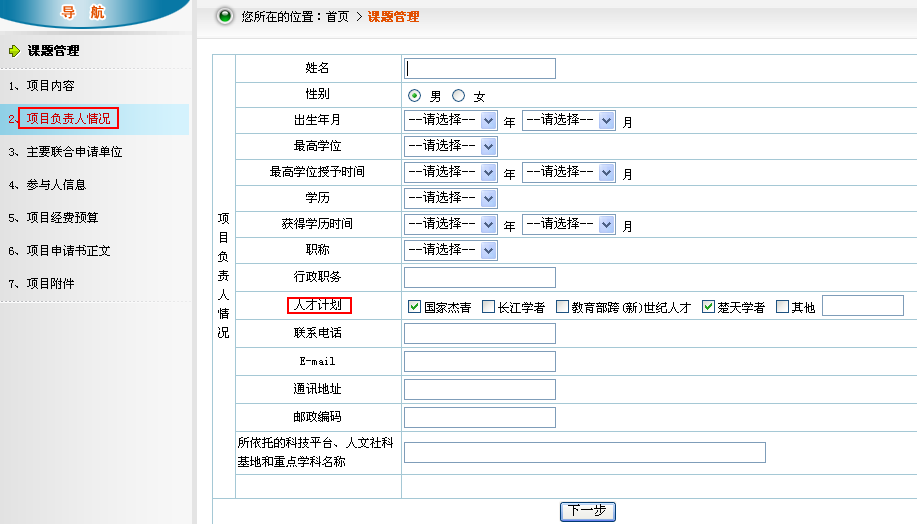 导 航
您所在的位置：首页 > 课题管理
课题管理
1、项目内容
2、项目负责人情况
3、主要联合申请单位
4、参与人信息
5、项目经费预算
6、项目申请书正文
7、项目附件
项目负责人情况
姓名
性别 男 女
出生年月 --请选择-- 年 --请选择-- 月
最高学位 --请选择--
最高学位授予时间 --请选择-- 年 --请选择-- 月
学历 --请选择--
获得学历时间 --请选择-- 年 --请选择-- 月
职称 --请选择--
行政职务
人才计划 国家杰青 长江学者 教育部跨(新)世纪人才 楚天学者 其他
联系电话
E-mail
通讯地址
邮政编码
所依托的科技平台、人文社科
基地和重点学科名称
下一步